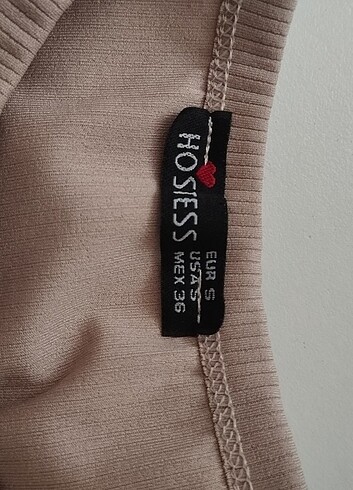 HOSTESS
EUR S
USA S
MEX 36